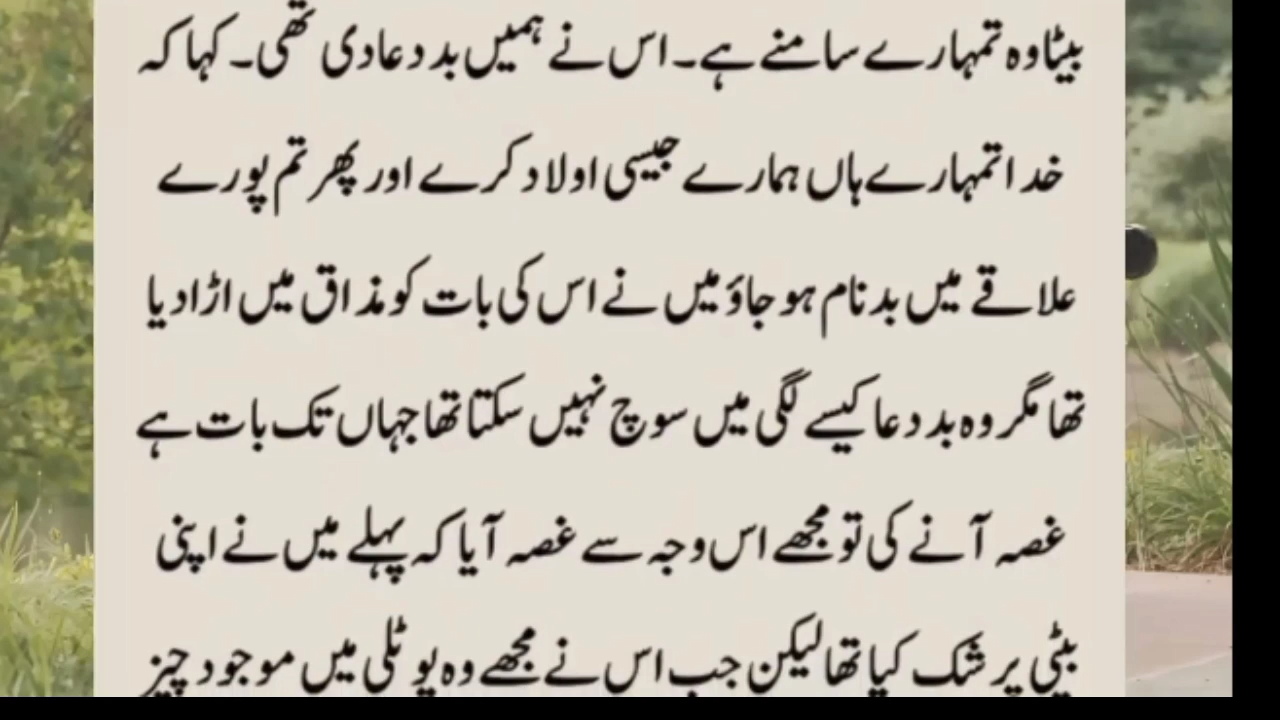 بیٹا وہ تمہارے سامنے ہے۔ اس نے ہمیں بددعا دی تھی۔ کہا کہ
خدا تمہارے ہاں ہمارے جیسی اولاد کرے اور پھر تم پورے
علاقے میں بدنام ہو جاؤ میں نے اس کی بات کو مذاق میں اڑا دیا
تھا مگر وہ بددعا کیسے لگی میں سوچ نہیں سکتا تھا جہاں تک بات ہے
غصہ آنے کی تو مجھے اس وجہ سے غصہ آیا کہ پہلے میں نے اپنی
بیٹی پر شک کیا تھا لیکن جب اس نے مجھے وہ پوٹلی میں موجود چیز